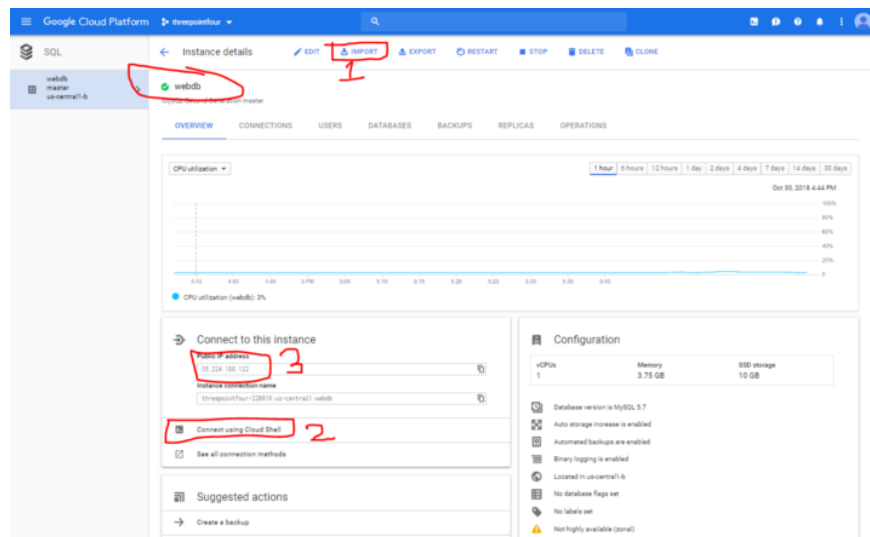 Google Cloud Platform threepointfour
SQL
Instance details EDIT IMPORT EXPORT RESTART STOP DELETE CLONE
1
webdb
master
us-central1-b
webdb
master
OVERVIEW CONNECTIONS USERS DATABASES BACKUPS REPLICAS OPERATIONS
CPU utilization
1 hour 6 hours 12 hours 1 day 2 days 4 days 7 days 14 days 30 days
Oct 30, 2018 4:44 PM
100%
80%
60%
40%
20%
0
CPU utilization (webdb): 3%
Connect to this instance
Public IP address
3
Instance connection name
Connect using Cloud Shell
2
See all connection methods
Suggested actions
Create a backup
Configuration
vCPUs Memory SSD storage
1 3.75 GB 10 GB
Database version is MySQL 5.7
Auto storage increase is enabled
Automated backups are enabled
Binary logging is enabled
Located in us-central1-b
No database flags set
No labels set
Not highly available (zonal)